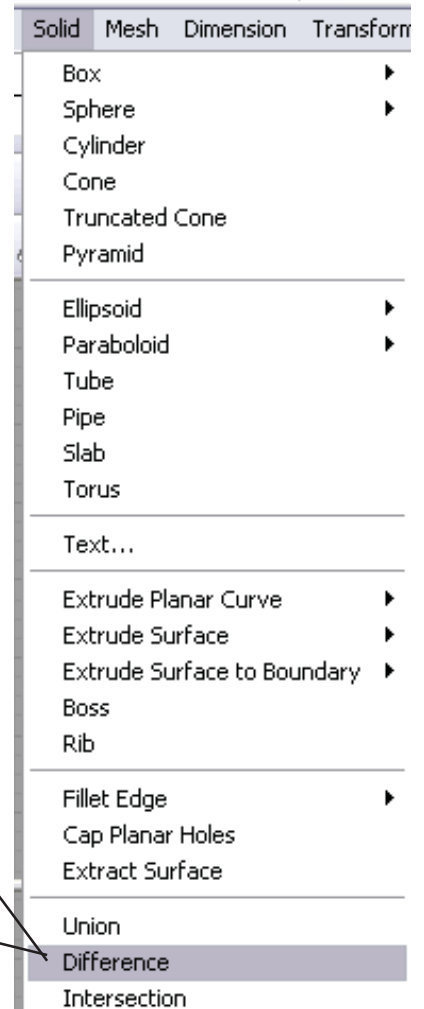 Solid Mesh Dimension Transform
Box
Sphere
Cylinder
Cone
Truncated Cone
Pyramid
Ellipsoid
Paraboloid
Tube
Pipe
Slab
Torus
Text...
Extrude Planar Curve
Extrude Surface
Extrude Surface to Boundary
Boss
Rib
Fillet Edge
Cap Planar Holes
Extract Surface
Union
Difference
Intersection